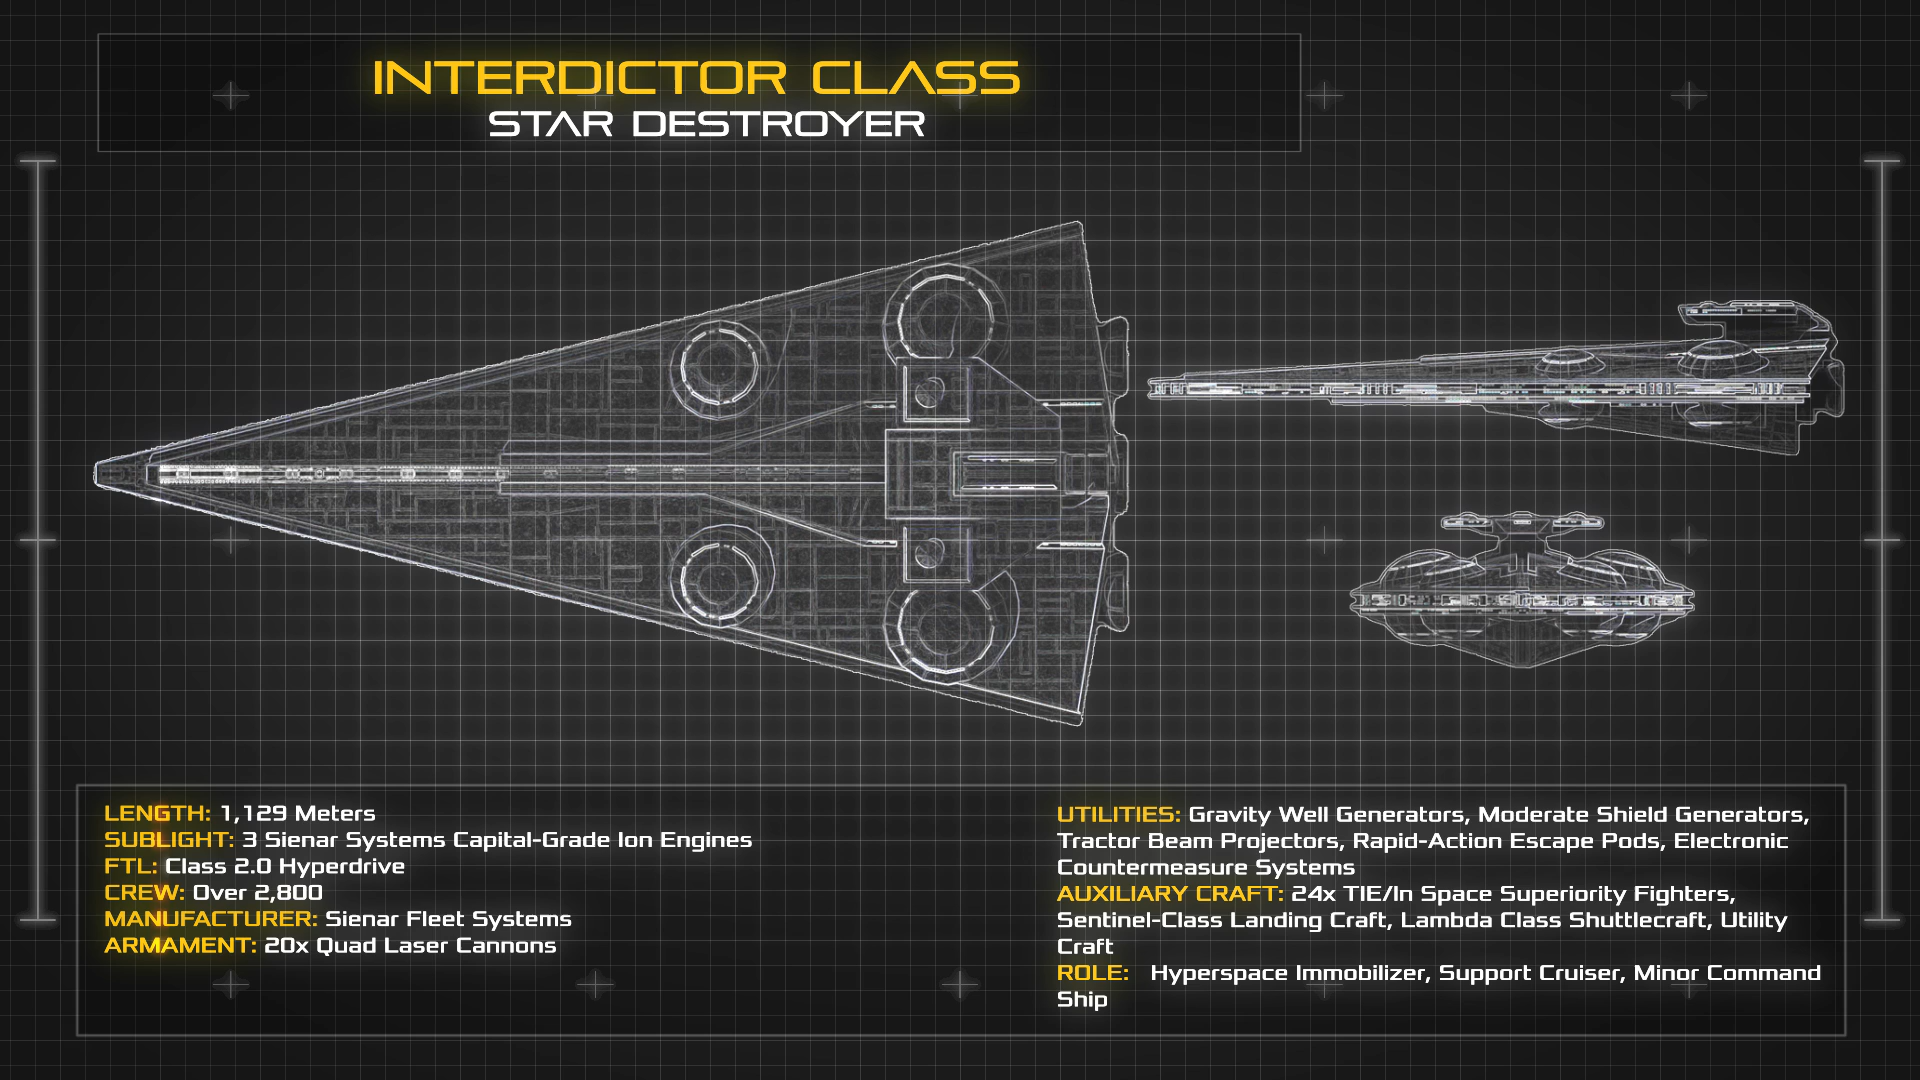 INTERDICTOR CLASS
STAR DESTROYER
LENGTH: 1,129 Meters
SUBLIGHT: 3 Sienar Systems Capital-Grade Ion Engines
FTL: Class 2.0 Hyperdrive
CREW: Over 2,800
MANUFACTURER: Sienar Fleet Systems
ARMAMENT: 20x Quad Laser Cannons
UTILITIES: Gravity Well Generators, Moderate Shield Generators,
Tractor Beam Projectors, Rapid-Action Escape Pods, Electronic
Countermeasure Systems
AUXILIARY CRAFT: 24x TIE/In Space Superiority Fighters,
Sentinel-Class Landing Craft, Lambda Class Shuttlecraft, Utility
Craft
ROLE: Hyperspace Immobilizer, Support Cruiser, Minor Command
Ship